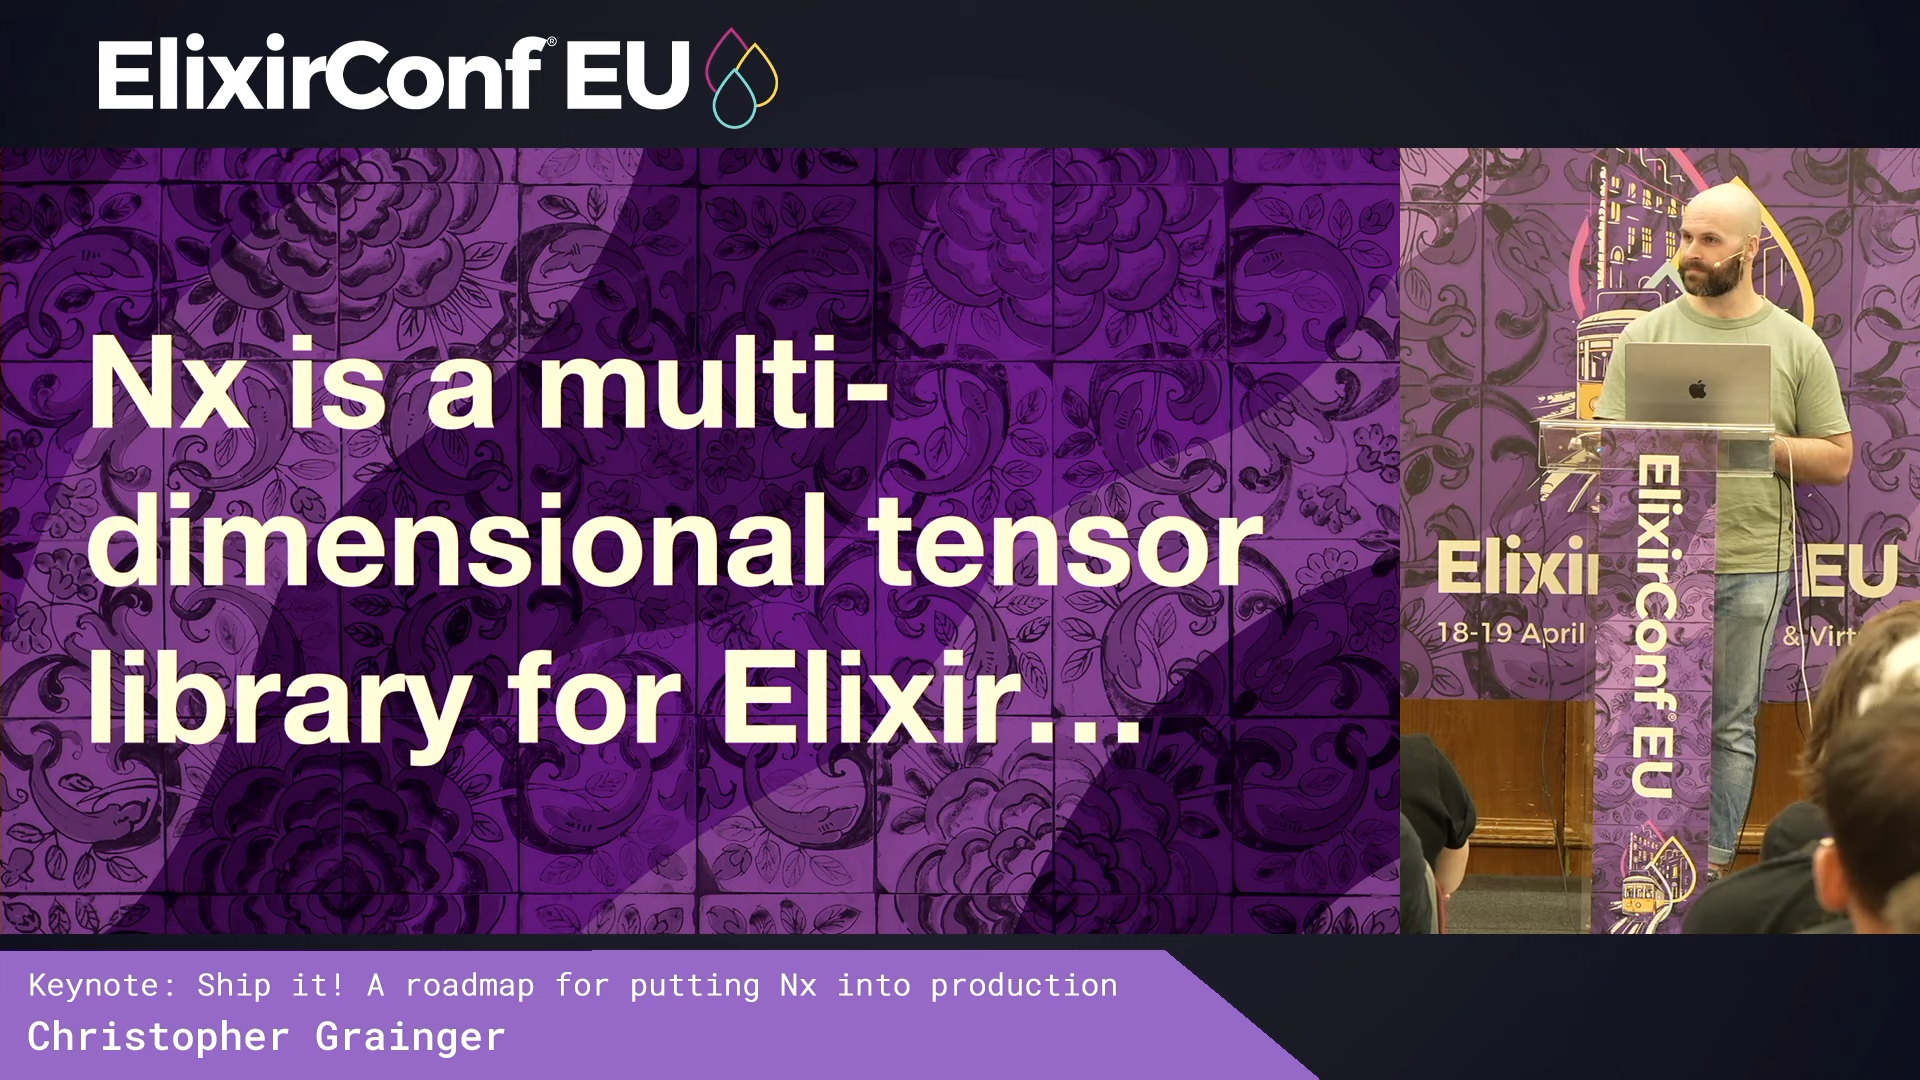 ElixirConf® EU
Nx is a multi-
dimensional tensor
library for Elixir...
Elixir
EU
18-19 April
& Virt
ElixirConf® EU
Keynote: Ship it! A roadmap for putting Nx into production
Christopher Grainger